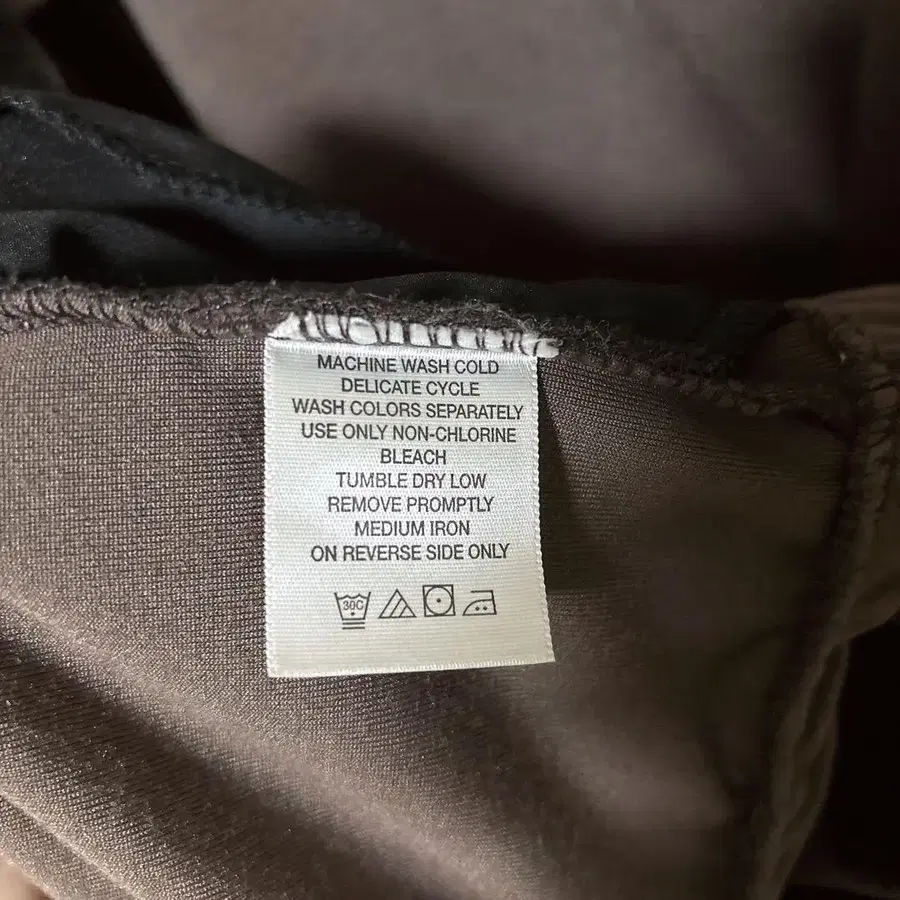 MACHINE WASH COLD
DELICATE CYCLE
WASH COLORS SEPARATELY
USE ONLY NON-CHLORINE
BLEACH
TUMBLE DRY LOW
REMOVE PROMPTLY
MEDIUM IRON
ON REVERSE SIDE ONLY
30C